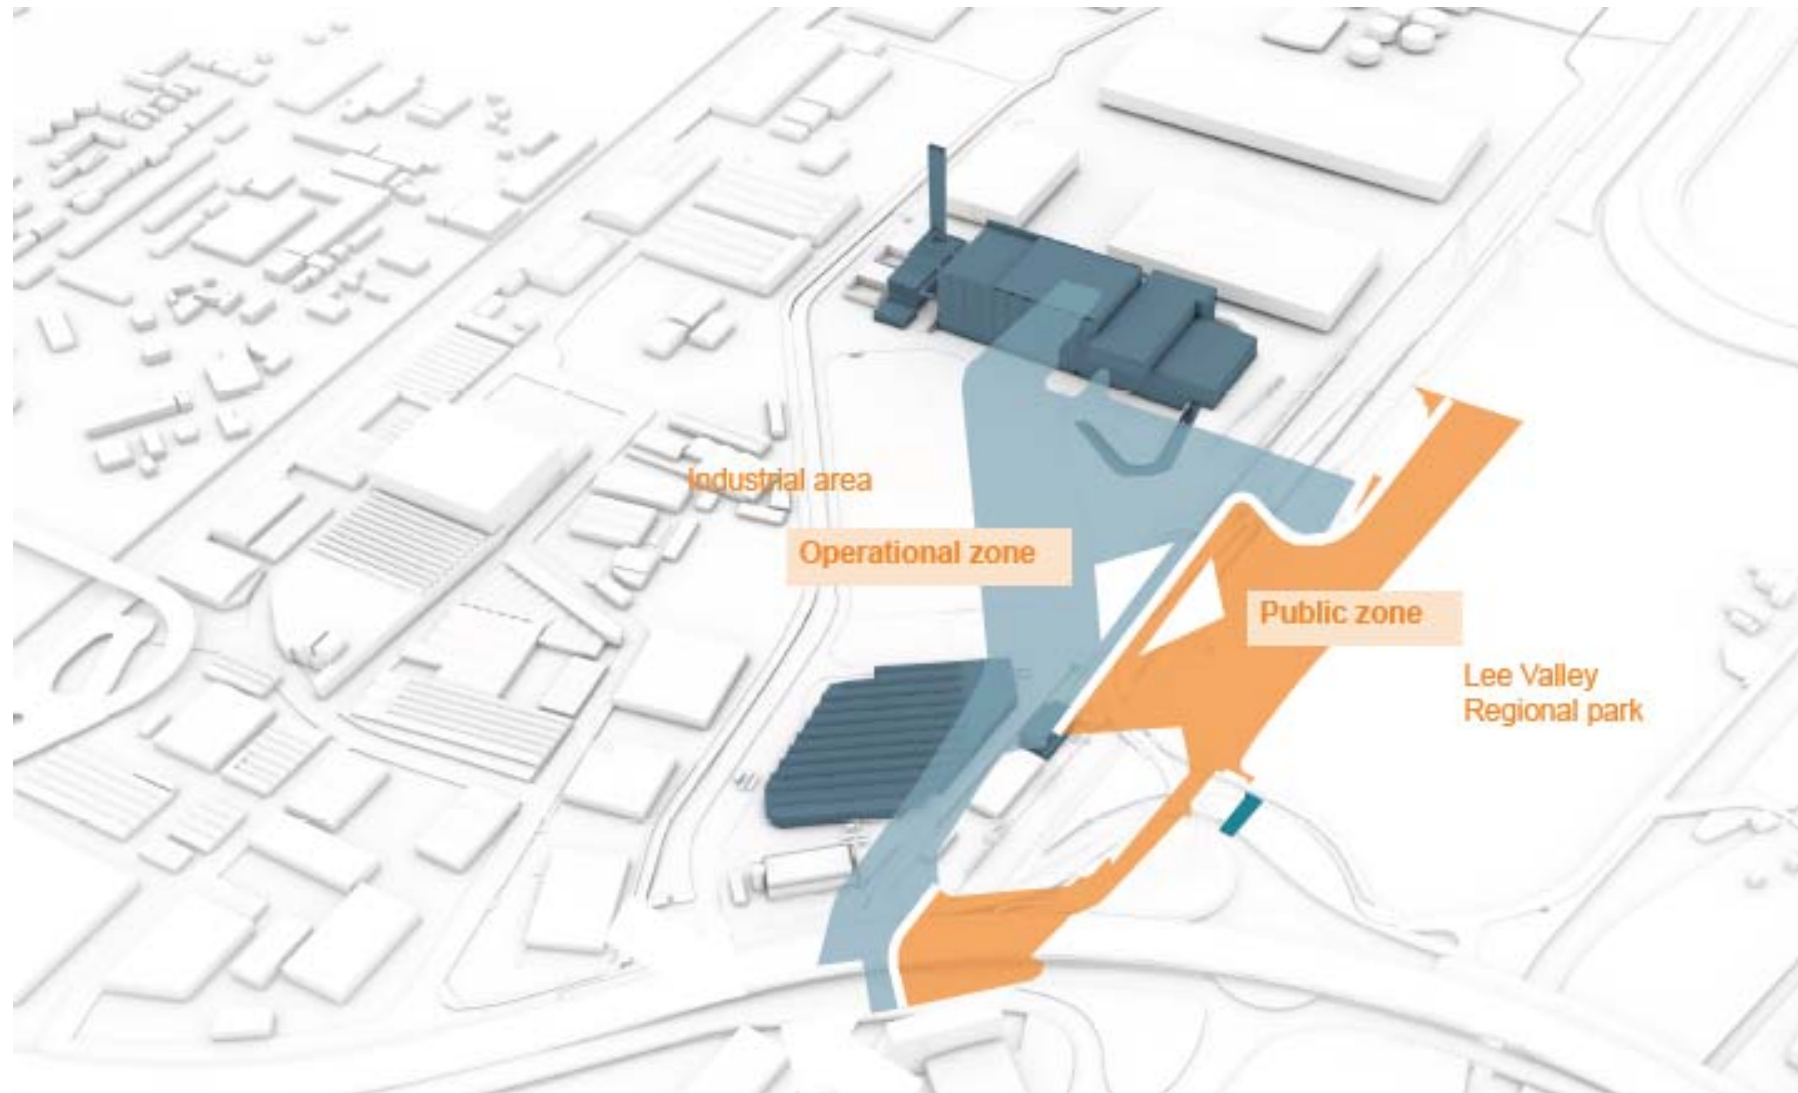 Industrial area
Operational zone
Public zone
Lee Valley
Regional park